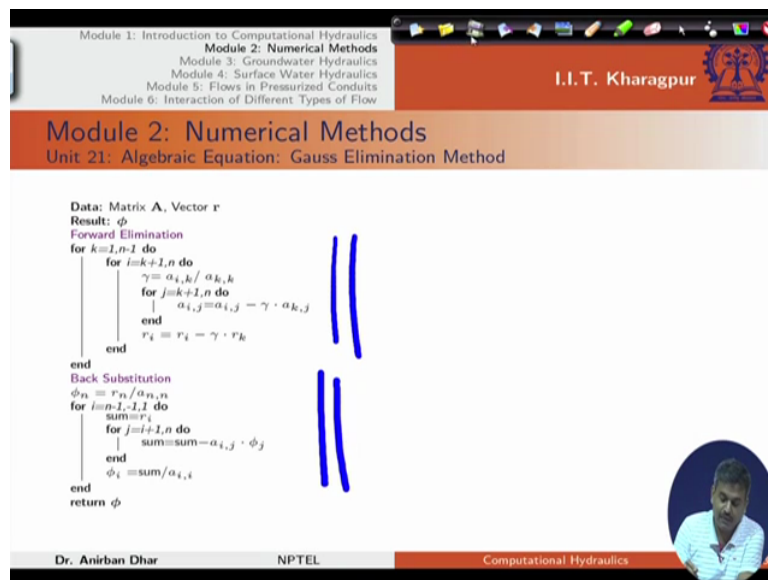 Module 1: Introduction to Computational Hydraulics
Module 2: Numerical Methods
Module 3: Groundwater Hydraulics
Module 4: Surface Water Hydraulics
Module 5: Flows in Pressurized Conduits
Module 6: Interaction of Different Types of Flow
I.I.T. Kharagpur
Module 2: Numerical Methods
Unit 21: Algebraic Equation: Gauss Elimination Method
Data: Matrix A, Vector r
Result: ϕ
Forward Elimination
for k=1,n-1 do
for i=k+1,n do
γ= a_{i,k}/ a_{k,k}
for j=k+1,n do
a_{i,j}=a_{i,j} − γ · a_{k,j}
end
r_i = r_i − γ · r_k
end
end
Back Substitution
ϕ_n = r_n/a_{n,n}
for i=n-1,-1,1 do
sum=r_i
for j=i+1,n do
sum=sum−a_{i,j} · ϕ_j
end
ϕ_i =sum/a_{i,i}
end
return ϕ
Dr. Anirban Dhar NPTEL Computational Hydraulics